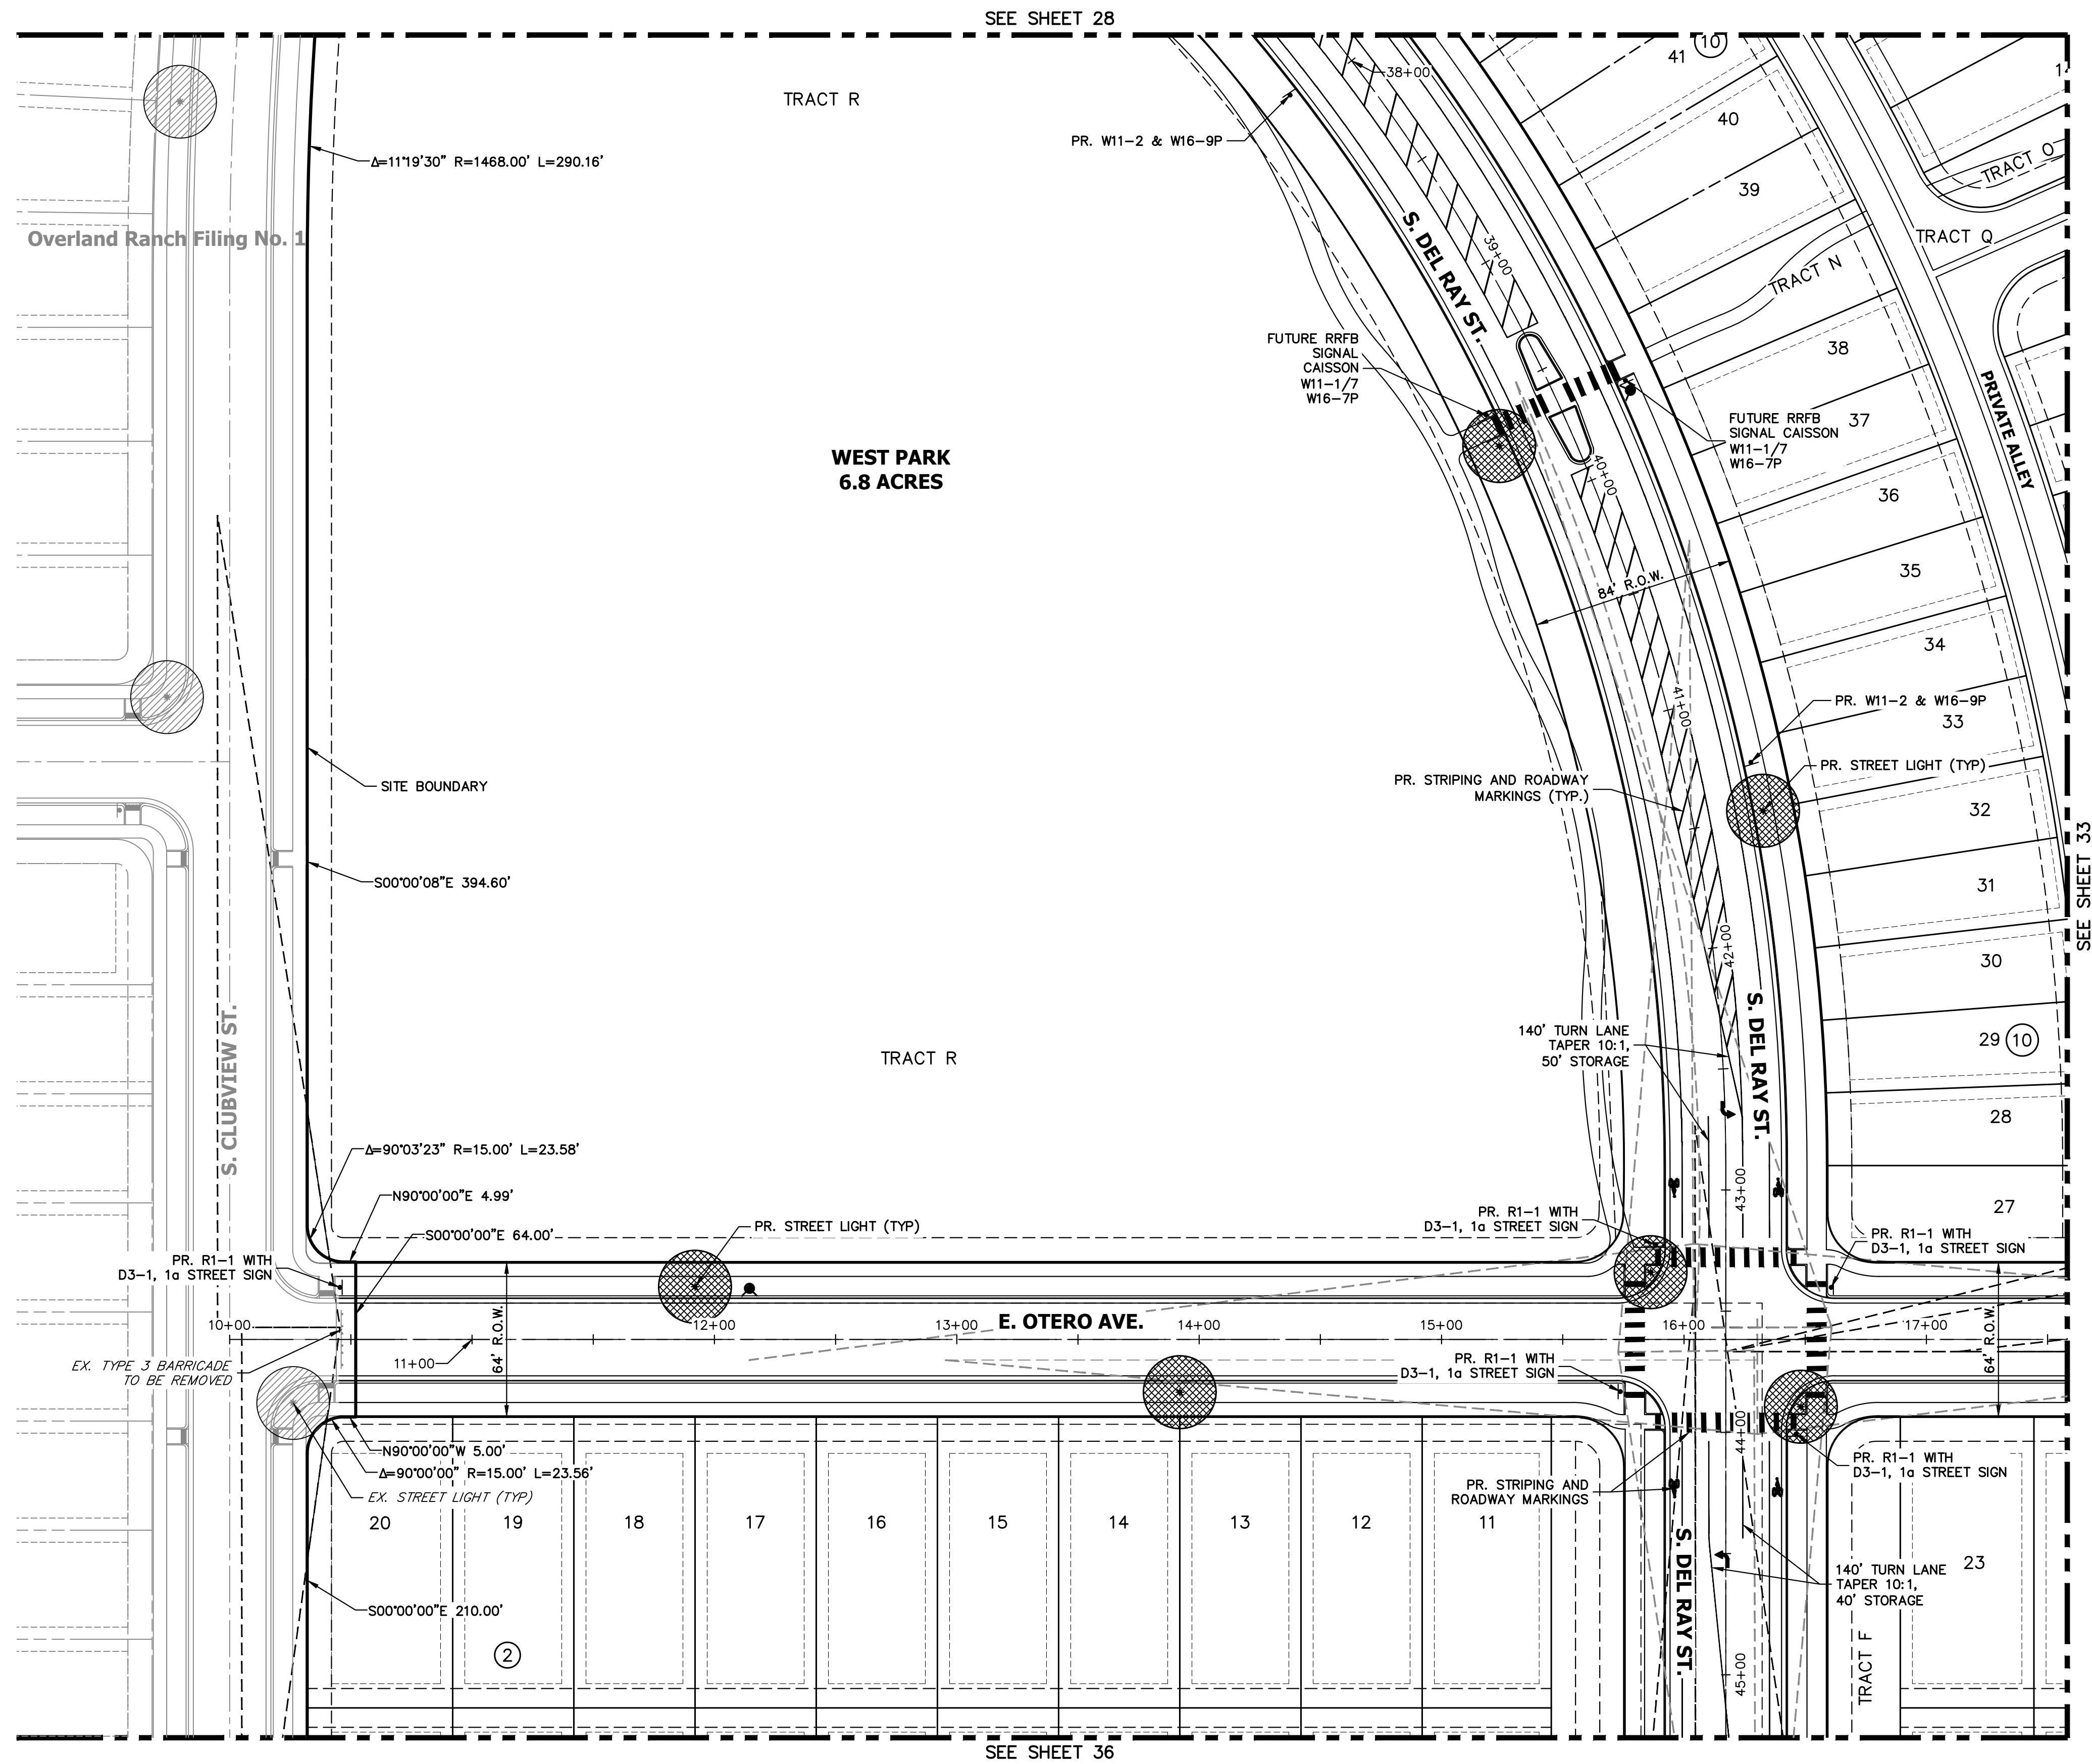 SEE SHEET 28
41
10
38+00
TRACT R
1
40
PR. W11-2 & W16-9P
TRACT O
Δ=11°19'30" R=1468.00' L=290.16'
39
S. DEL RAY ST.
Overland Ranch Filing No. 1
TRACT Q
39+00
TRACT N
FUTURE RRFB
SIGNAL
CAISSON
W11-1/7
W16-7P
38
PRIVATE ALLEY
FUTURE RRFB
SIGNAL CAISSON
W11-1/7
W16-7P
37
WEST PARK
6.8 ACRES
40+00
36
84' R.O.W.
35
34
41+00
PR. W11-2 & W16-9P
33
PR. STREET LIGHT (TYP)
SITE BOUNDARY
PR. STRIPING AND ROADWAY
MARKINGS (TYP.)
32
SEE SHEET 33
S00°00'08"E 394.60'
31
42+00
30
S. DEL RAY ST.
S. CLUBVIEW ST.
140' TURN LANE
TAPER 10:1,
50' STORAGE
29
10
TRACT R
28
Δ=90°03'23" R=15.00' L=23.58'
N90°00'00"E 4.99'
43+00
27
PR. STREET LIGHT (TYP)
PR. R1-1 WITH
D3-1, 1a STREET SIGN
S00°00'00"E 64.00'
PR. R1-1 WITH
D3-1, 1a STREET SIGN
PR. R1-1 WITH
D3-1, 1a STREET SIGN
10+00
12+00
13+00
E. OTERO AVE.
14+00
15+00
16+00
17+00
64' R.O.W.
64' R.O.W.
11+00
EX. TYPE 3 BARRICADE
TO BE REMOVED
PR. R1-1 WITH
D3-1, 1a STREET SIGN
44+00
N90°00'00"W 5.00'
Δ=90°00'00" R=15.00' L=23.56'
EX. STREET LIGHT (TYP)
PR. R1-1 WITH
D3-1, 1a STREET SIGN
PR. STRIPING AND
ROADWAY MARKINGS
20
19
18
17
16
15
14
13
12
11
S. DEL RAY ST.
23
140' TURN LANE
TAPER 10:1,
40' STORAGE
S00°00'00"E 210.00'
2
45+00
TRACT F
SEE SHEET 36